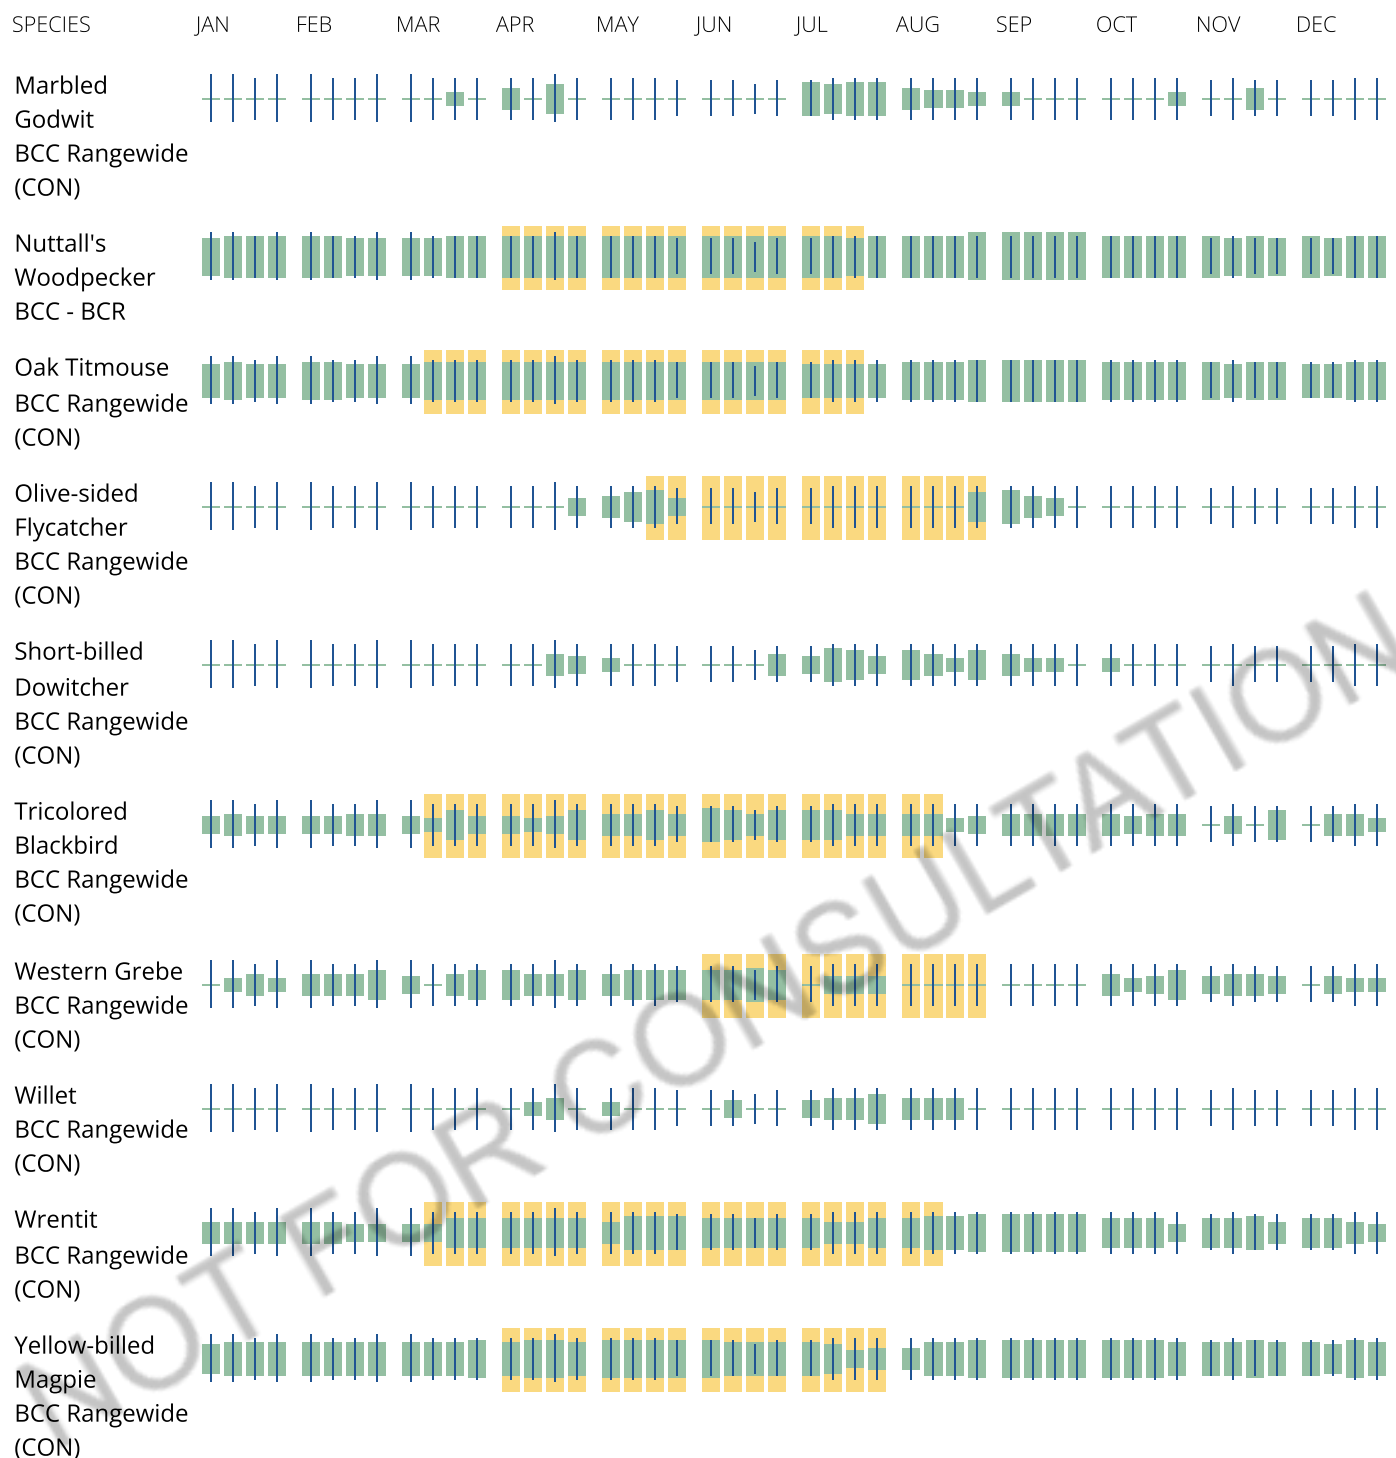 SPECIES JAN FEB MAR APR MAY JUN JUL AUG SEP OCT NOV DEC
Marbled
Godwit
BCC Rangewide
(CON)
Nuttall's
Woodpecker
BCC - BCR
Oak Titmouse
BCC Rangewide
(CON)
Olive-sided
Flycatcher
BCC Rangewide
(CON)
Short-billed
Dowitcher
BCC Rangewide
(CON)
Tricolored
Blackbird
BCC Rangewide
(CON)
Western Grebe
BCC Rangewide
(CON)
Willet
BCC Rangewide
(CON)
Wrentit
BCC Rangewide
(CON)
Yellow-billed
Magpie
BCC Rangewide
(CON)
NOT FOR CONSULTATION